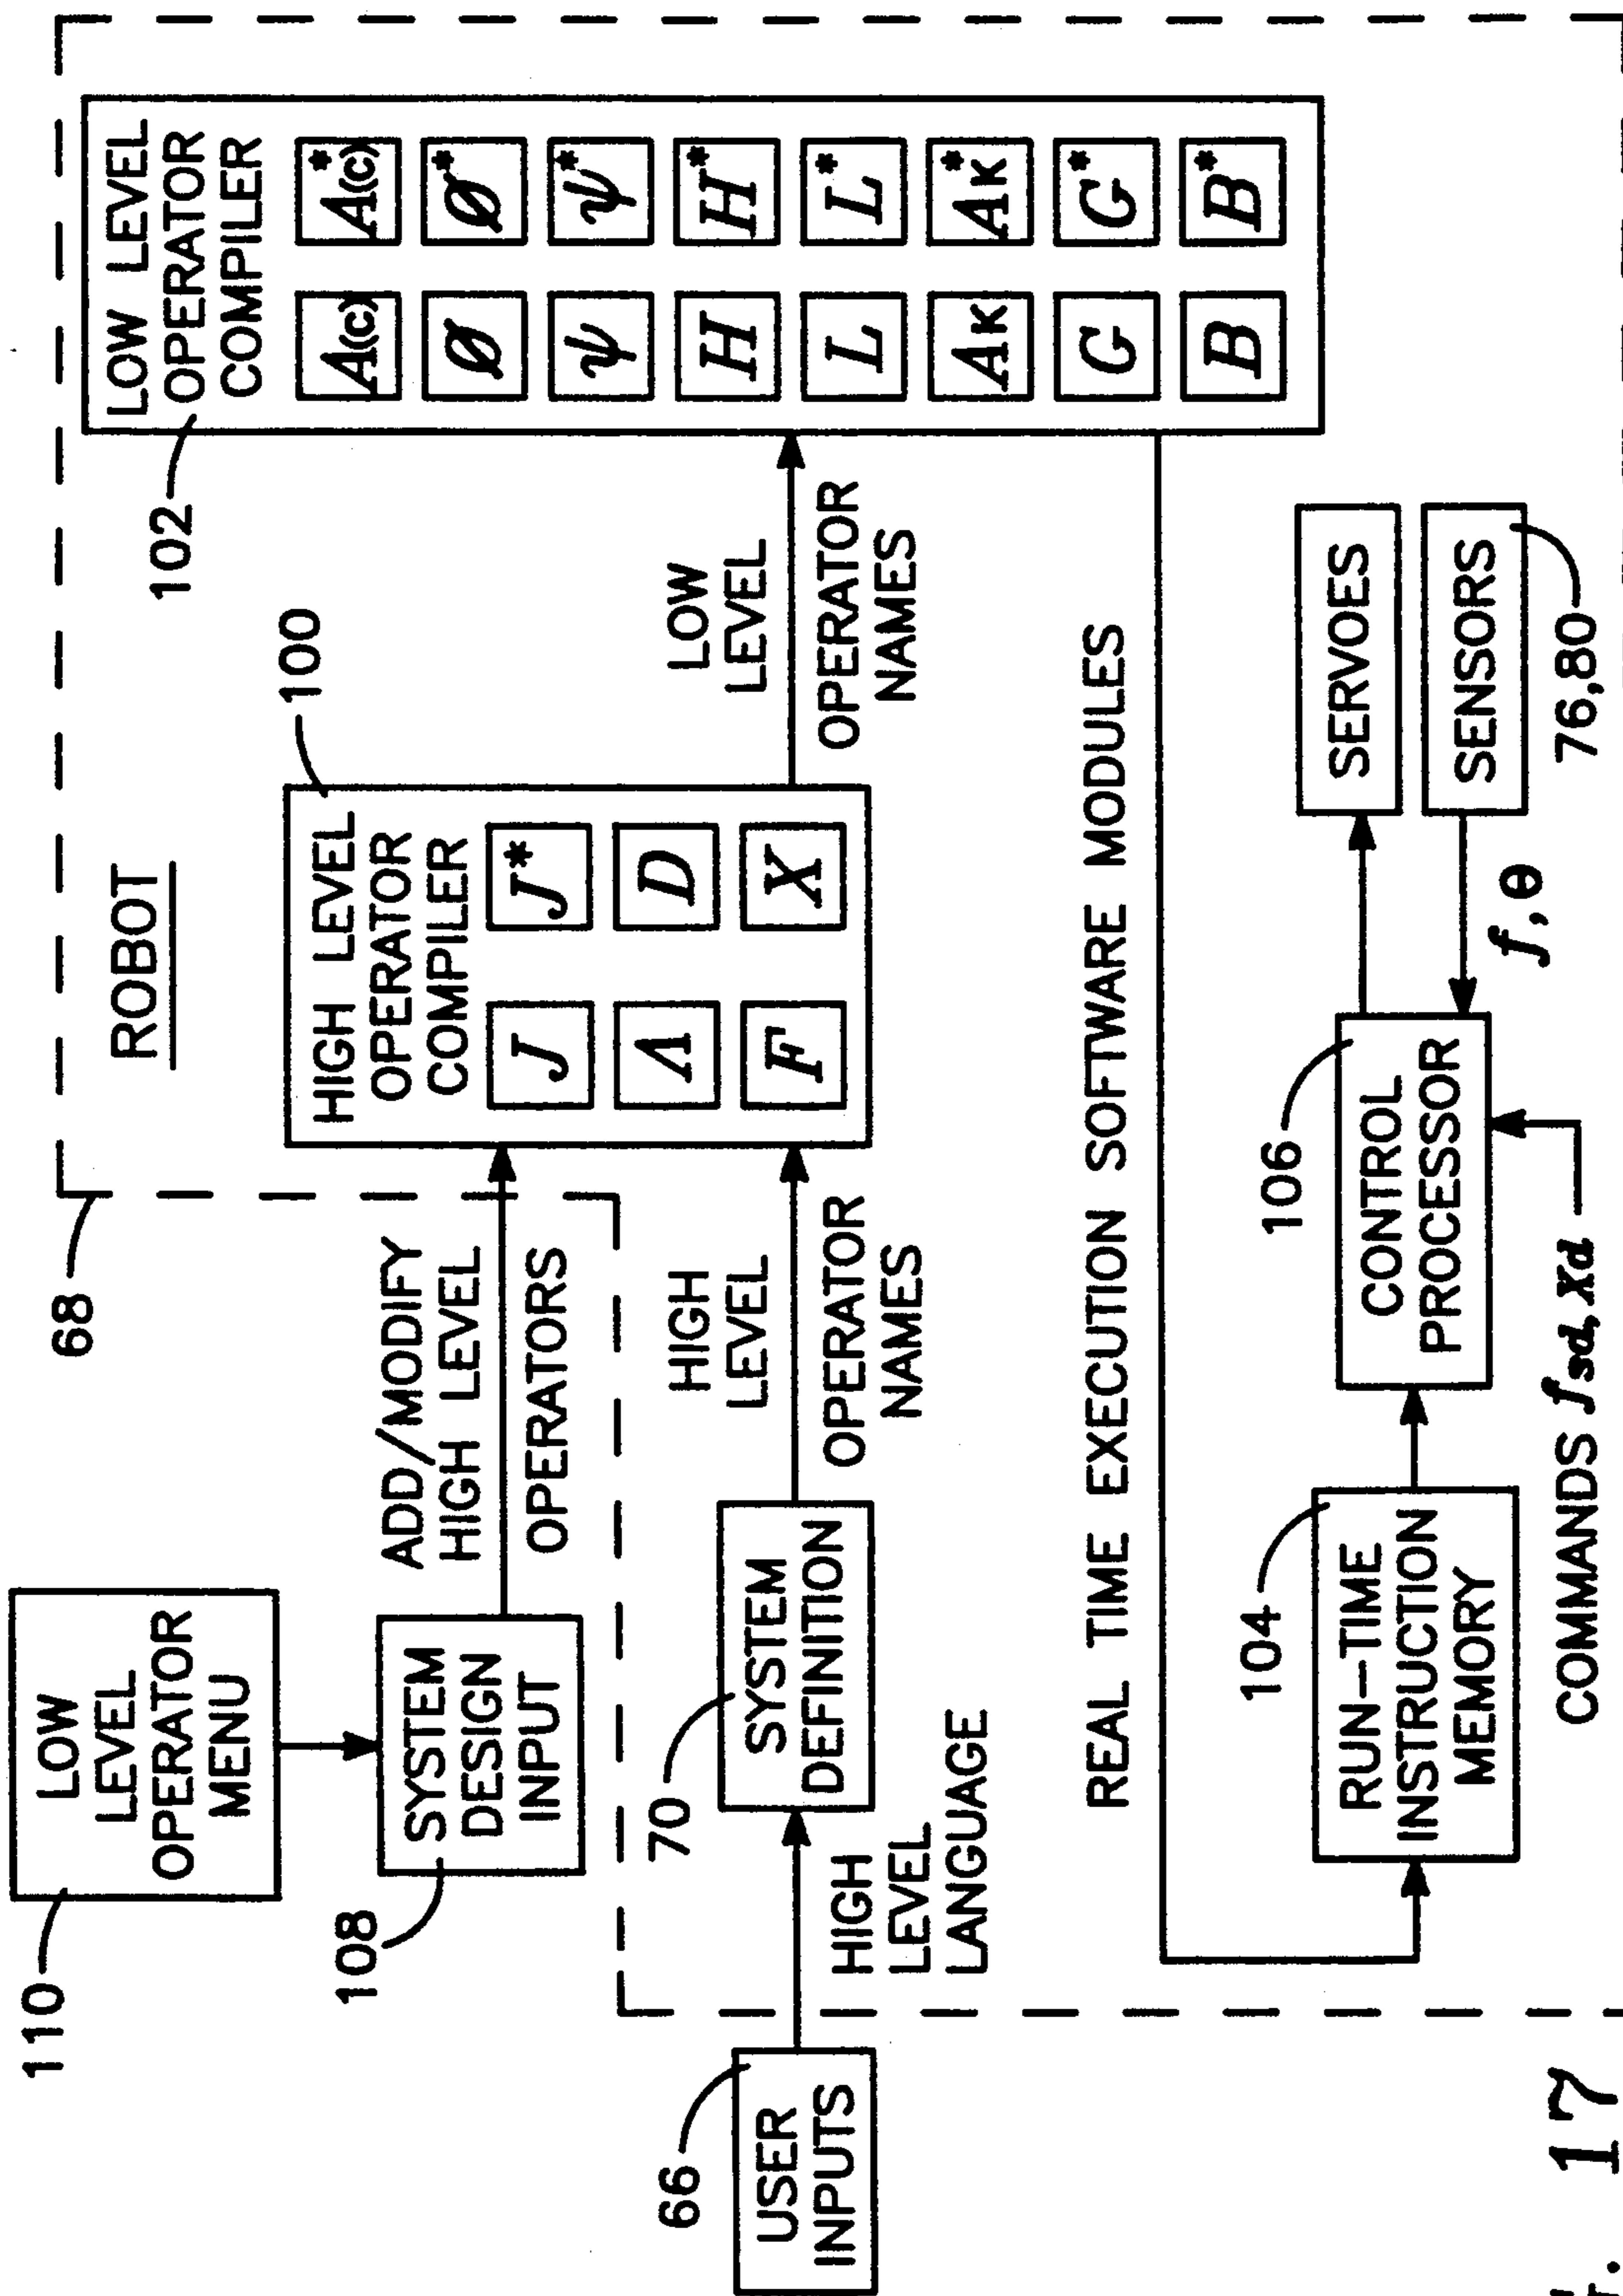 110
LOW
LEVEL
OPERATOR
MENU
108
SYSTEM
DESIGN
INPUT
ADD/MODIFY
HIGH LEVEL
OPERATORS
68
ROBOT
66
USER
INPUTS
HIGH
LEVEL
LANGUAGE
70
SYSTEM
DEFINITION
HIGH
LEVEL
OPERATOR
NAMES
100
HIGH LEVEL
OPERATOR
COMPILER
J J*
Λ D
F X
LOW
LEVEL
OPERATOR
NAMES
102
LOW LEVEL
OPERATOR
COMPILER
A(c) A(c)*
Ø Ø*
ψ ψ*
H H*
L L*
AK AK*
G G*
B B*
REAL TIME EXECUTION SOFTWARE MODULES
104
RUN-TIME
INSTRUCTION
MEMORY
106
CONTROL
PROCESSOR
SERVOES
SENSORS
f, θ
76,80
COMMANDS fsd, Xd
17